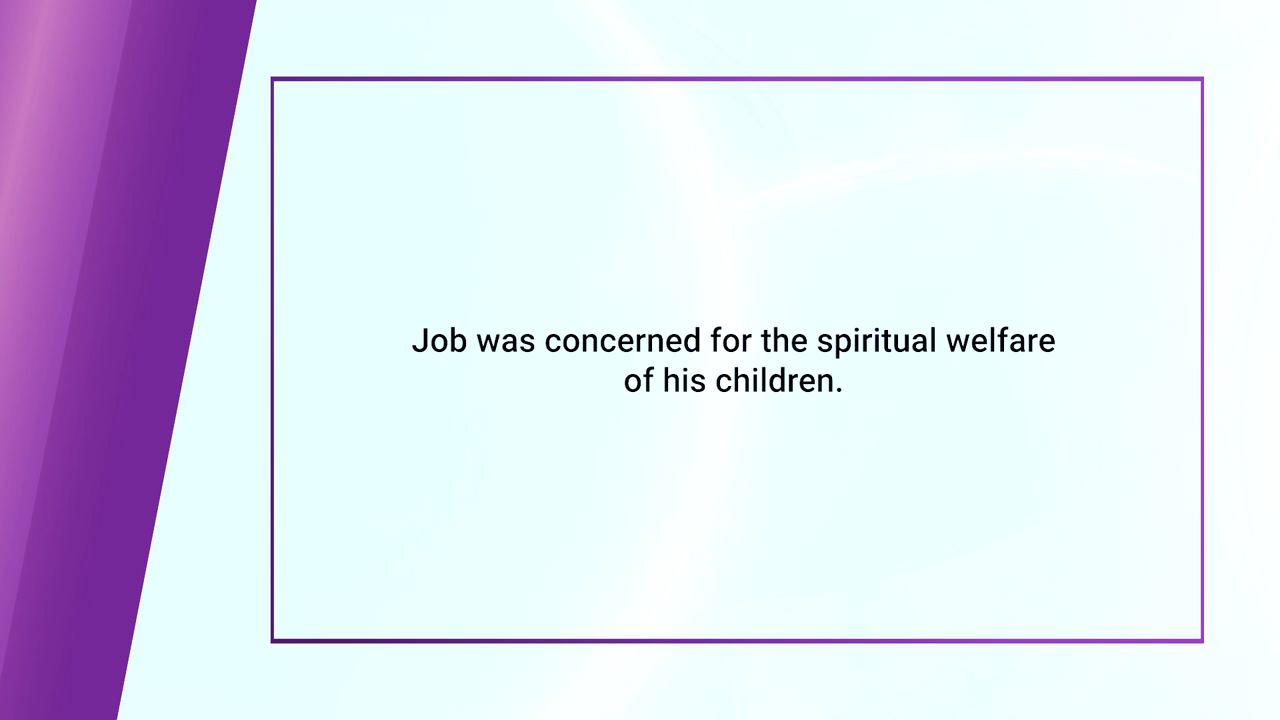 Job was concerned for the spiritual welfare
of his children.